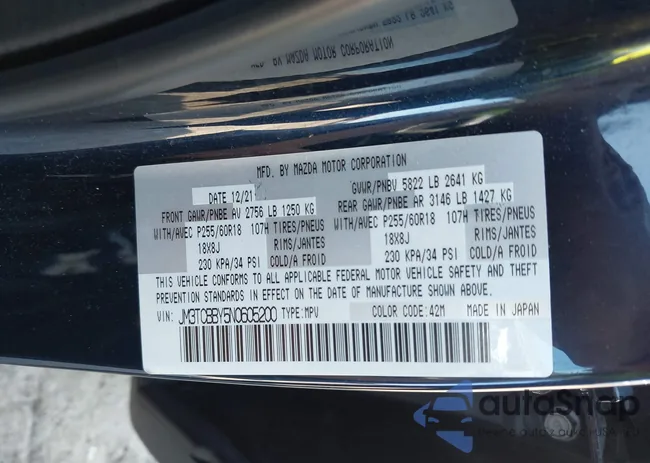 MFD. BY MAZDA MOTOR CORPORATION
DATE 12/21 GVWR/PNBV 5822 LB 2641 KG
FRONT GAWR/PNBE AV 2756 LB 1250 KG REAR GAWR/PNBE AR 3146 LB 1427 KG
WITH/AVEC P255/60R18 107H TIRES/PNEUS WITH/AVEC P255/60R18 107H TIRES/PNEUS
18X8J RIMS/JANTES 18X8J RIMS/JANTES
230 KPA/34 PSI COLD/A FROID 230 KPA/34 PSI COLD/A FROID
THIS VEHICLE CONFORMS TO ALL APPLICABLE FEDERAL MOTOR VEHICLE SAFETY AND THEFT
PREVENTION STANDARDS IN EFFECT ON THE DATE OF MANUFACTURE SHOWN ABOVE.
VIN: JM3TCBBY5N0605200 TYPE:MPV COLOR CODE:42M MADE IN JAPAN
autoSnap